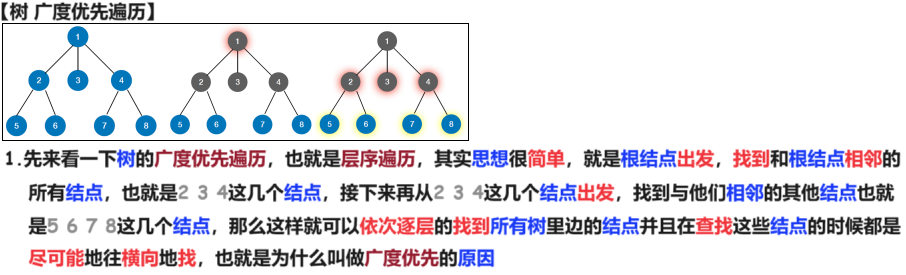 【树 广度优先遍历】
1 1 1
2 3 4 2 3 4 2 3 4
5 6 7 8 5 6 7 8 5 6 7 8
1.先来看一下树的广度优先遍历，也就是层序遍历，其实思想很简单，就是根结点出发，找到和根结点相邻的
所有结点，也就是2 3 4这几个结点，接下来再从2 3 4这几个结点出发，找到与他们相邻的其他结点也就
是5 6 7 8这几个结点，那么这样就可以依次逐层的找到所有树里边的结点并且在查找这些结点的时候都是
尽可能地往横向地找，也就是为什么叫做广度优先的原因